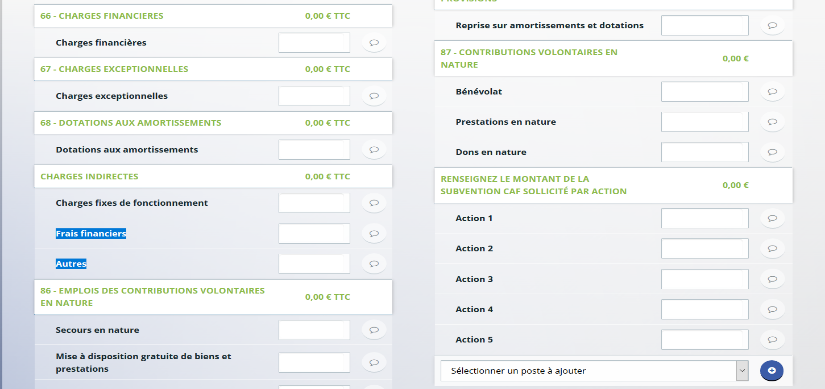 66 - CHARGES FINANCIERES 0,00 € TTC
Charges financières
67 - CHARGES EXCEPTIONNELLES 0,00 € TTC
Charges exceptionnelles
68 - DOTATIONS AUX AMORTISSEMENTS 0,00 € TTC
Dotations aux amortissements
CHARGES INDIRECTES 0,00 € TTC
Charges fixes de fonctionnement
Frais financiers
Autres
86 - EMPLOIS DES CONTRIBUTIONS VOLONTAIRES
EN NATURE 0,00 € TTC
Secours en nature
Mise à disposition gratuite de biens et
prestations
PROVISIONS
Reprise sur amortissements et dotations
87 - CONTRIBUTIONS VOLONTAIRES EN
NATURE 0,00 €
Bénévolat
Prestations en nature
Dons en nature
RENSEIGNEZ LE MONTANT DE LA
SUBVENTION CAF SOLLICITÉ PAR ACTION 0,00 €
Action 1
Action 2
Action 3
Action 4
Action 5
Sélectionner un poste à ajouter